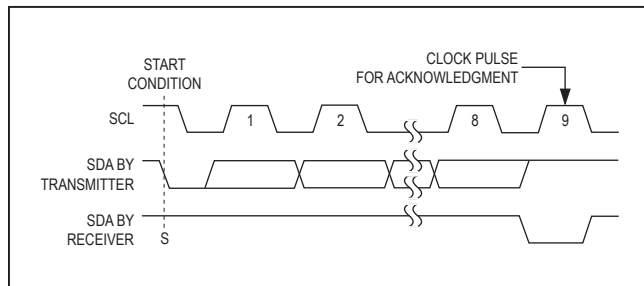 START
CONDITION
CLOCK PULSE
FOR ACKNOWLEDGMENT
SCL
1
2
8
9
SDA BY
TRANSMITTER
SDA BY
RECEIVER
S